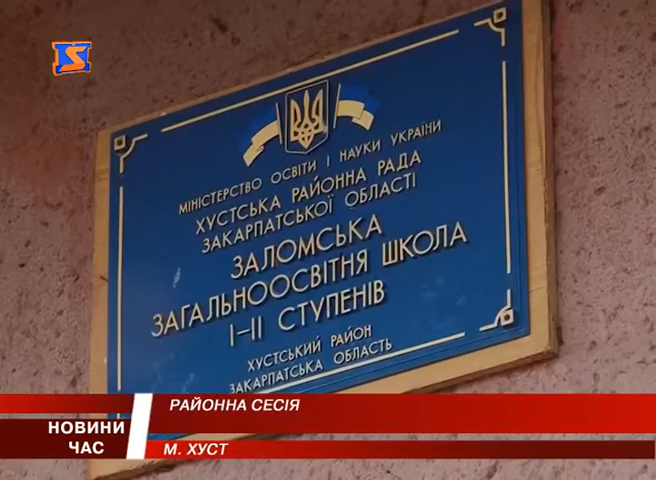 МІНІСТЕРСТВО ОСВІТИ І НАУКИ УКРАЇНИ
ХУСТСЬКА РАЙОННА РАДА
ЗАКАРПАТСЬКОЇ ОБЛАСТІ
ЗАЛОМСЬКА
ЗАГАЛЬНООСВІТНЯ ШКОЛА
І-ІІ СТУПЕНІВ
ХУСТСЬКИЙ РАЙОН
ЗАКАРПАТСЬКА ОБЛАСТЬ
РАЙОННА СЕСІЯ
НОВИНИ
ЧАС
М. ХУСТ